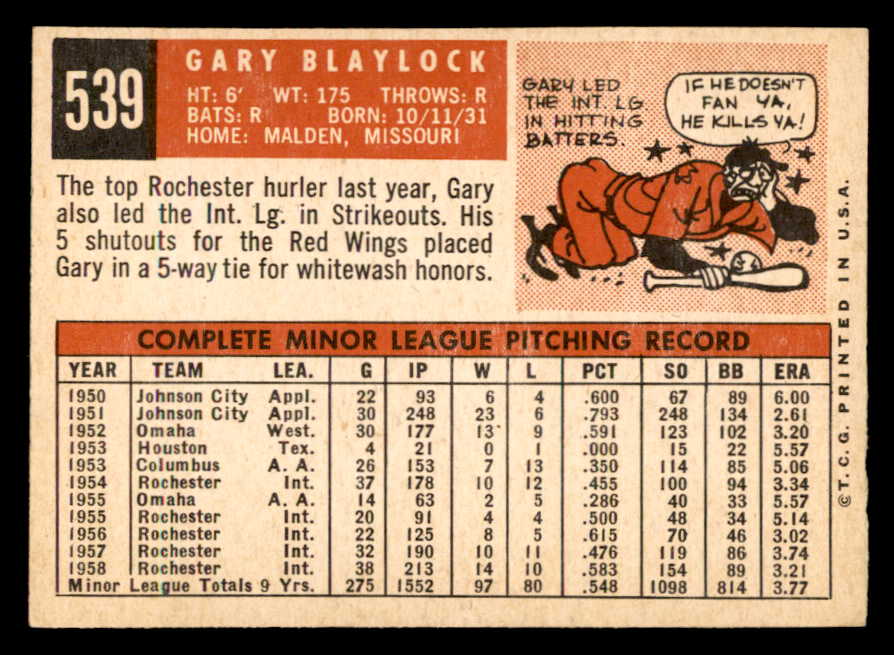 539
GARY BLAYLOCK
HT: 6' WT: 175 THROWS: R
BATS: R BORN: 10/11/31
HOME: MALDEN, MISSOURI
The top Rochester hurler last year, Gary
also led the Int. Lg. in Strikeouts. His
5 shutouts for the Red Wings placed
Gary in a 5-way tie for whitewash honors.
GARY LED
THE INT. LG
IN HITTING
BATTERS.
IF HE DOESN'T
FAN YA,
HE KILLS YA!
COMPLETE MINOR LEAGUE PITCHING RECORD
YEAR TEAM LEA. G IP W L PCT SO BB ERA
1950 Johnson City Appl. 22 93 6 4 .600 67 89 6.00
1951 Johnson City Appl. 30 248 23 6 .793 248 134 2.61
1952 Omaha West. 30 177 13 9 .591 123 102 3.20
1953 Houston Tex. 4 21 0 1 .000 15 22 5.57
1953 Columbus A. A. 26 153 7 13 .350 114 85 5.06
1954 Rochester Int. 37 178 10 12 .455 100 94 3.34
1955 Omaha A. A. 14 63 2 5 .286 40 33 5.57
1955 Rochester Int. 20 91 4 4 .500 48 34 5.14
1956 Rochester Int. 22 125 8 5 .615 70 46 3.02
1957 Rochester Int. 32 190 10 11 .476 119 86 3.74
1958 Rochester Int. 38 213 14 10 .583 154 89 3.21
Minor League Totals 9 Yrs. 275 1552 97 80 .548 1098 814 3.77
©T.C.G. PRINTED IN U.S.A.